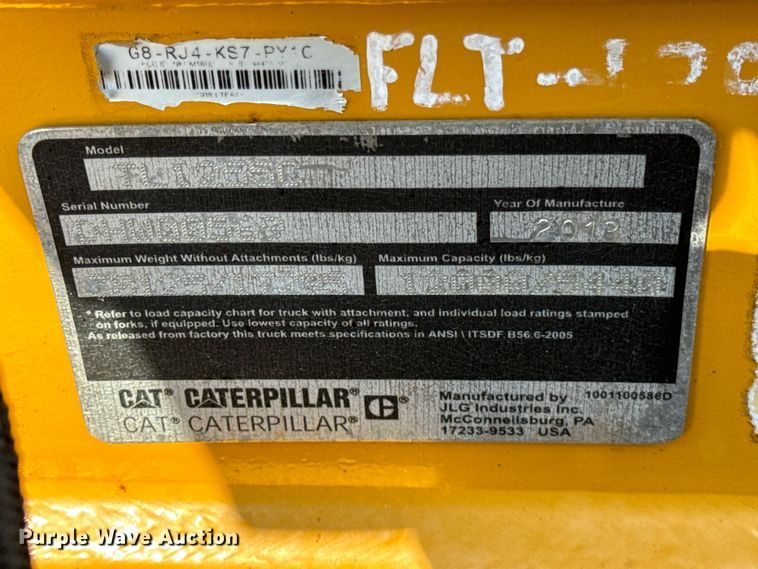 G8-RJ4-KS7-PY1C
FLT
Model
Serial Number
Year Of Manufacture
2012
Maximum Weight Without Attachments (lbs/kg)
Maximum Capacity (lbs/kg)
* Refer to load capacity chart for truck with attachment, and individual load ratings stamped
on forks, if equipped. Use lowest capacity of all ratings.
As released from factory this truck meets specifications in ANSI \ ITSDF B56.6-2005
CAT® CATERPILLAR® C
CAT® CATERPILLAR®
Manufactured by
JLG Industries Inc.
McConnellsburg, PA
17233-9533 USA
1001100586D
Purple Wave Auction